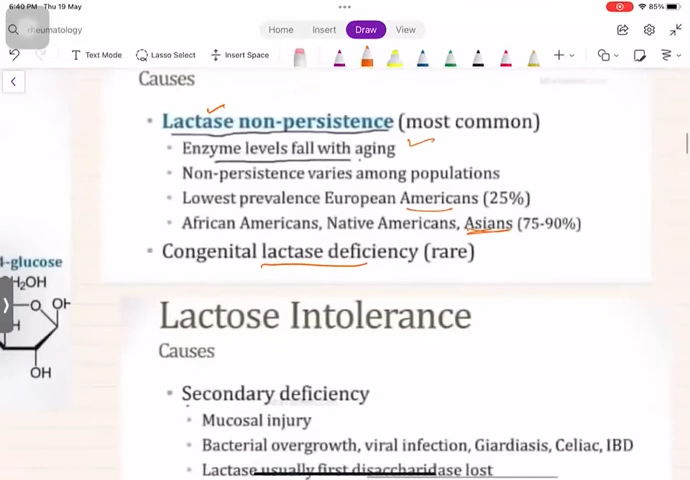 6:40 PM Thu 19 May
85%
rheumatology
Home Insert Draw View
Text Mode Lasso Select Insert Space
Causes
• Lactase non-persistence (most common)
• Enzyme levels fall with aging
• Non-persistence varies among populations
• Lowest prevalence European Americans (25%)
• African Americans, Native Americans, Asians (75-90%)
• Congenital lactase deficiency (rare)
-glucose
H₂OH
O OH
H
OH
Lactose Intolerance
Causes
• Secondary deficiency
• Mucosal injury
• Bacterial overgrowth, viral infection, Giardiasis, Celiac, IBD
• Lactase usually first disaccharidase lost